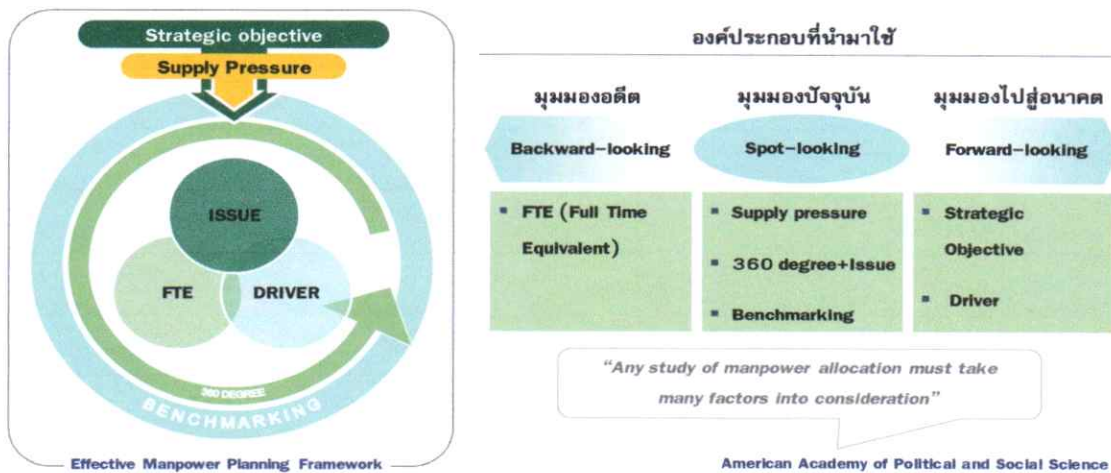 Strategic objective
Supply Pressure
ISSUE
FTE
DRIVER
360 DEGREE
BENCHMARKING
Effective Manpower Planning Framework
องค์ประกอบที่นำมาใช้
มุมมองอดีต
มุมมองปัจจุบัน
มุมมองไปสู่อนาคต
Backward-looking
Spot-looking
Forward-looking
▪ FTE (Full Time
Equivalent)
▪ Supply pressure
▪ 360 degree+Issue
▪ Benchmarking
▪ Strategic
Objective
▪ Driver
“Any study of manpower allocation must take
many factors into consideration”
American Academy of Political and Social Science